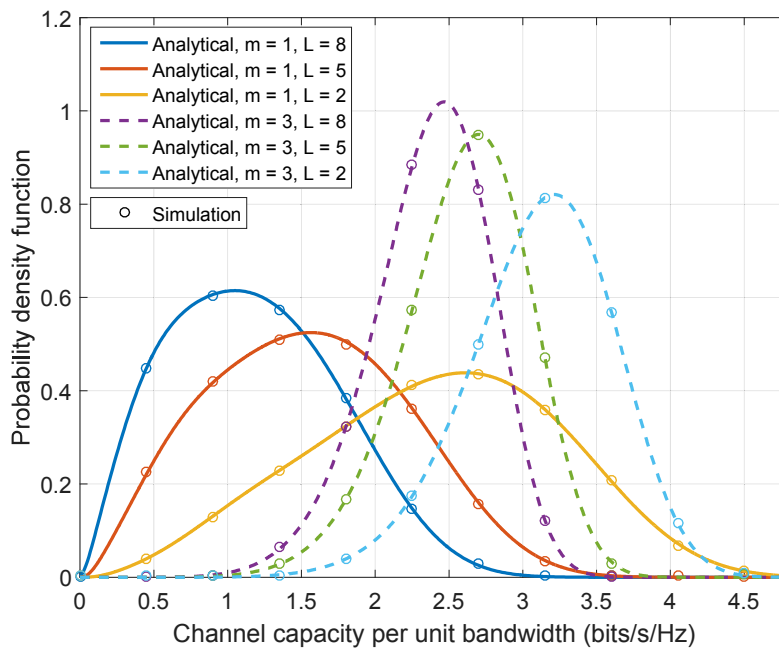 1.2
1
0.8
0.6
0.4
0.2
0
Probability density function
Analytical, m = 1, L = 8
Analytical, m = 1, L = 5
Analytical, m = 1, L = 2
Analytical, m = 3, L = 8
Analytical, m = 3, L = 5
Analytical, m = 3, L = 2
Simulation
0 0.5 1 1.5 2 2.5 3 3.5 4 4.5
Channel capacity per unit bandwidth (bits/s/Hz)